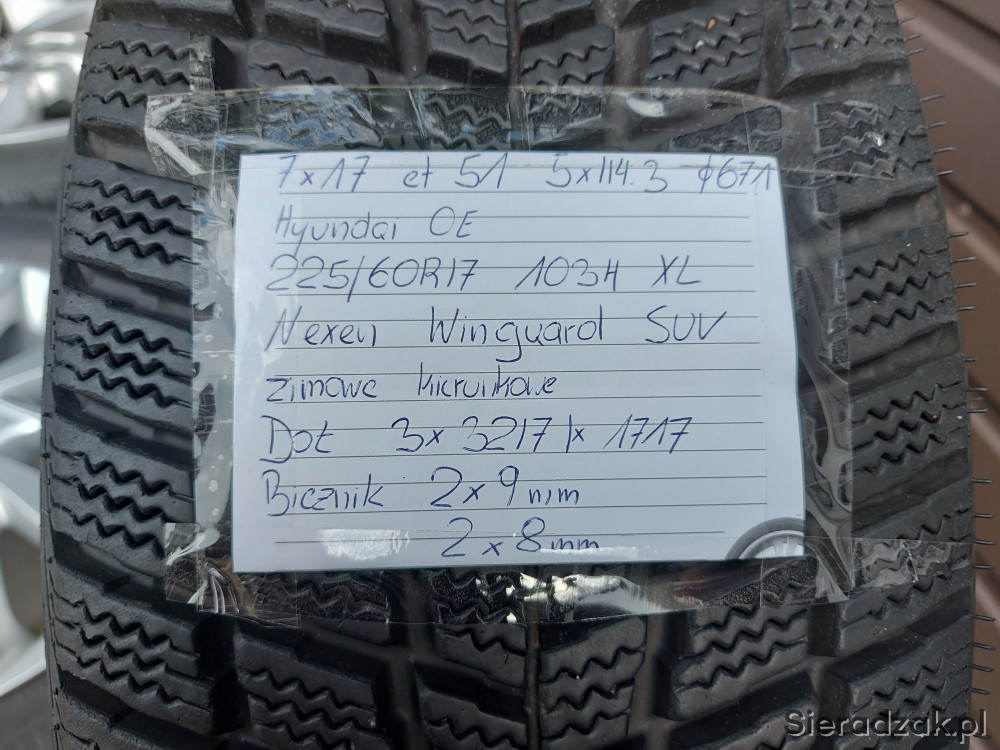 7x17 et 51 5x114.3 ϕ67.1
Hyundai OE
225/60R17 103H XL
Nexen Winguard SUV
zimowe kierunkowe
Dot 3x 3217 1x 1717
Bieżnik 2x9mm
2x8mm
Sieradzak.pl